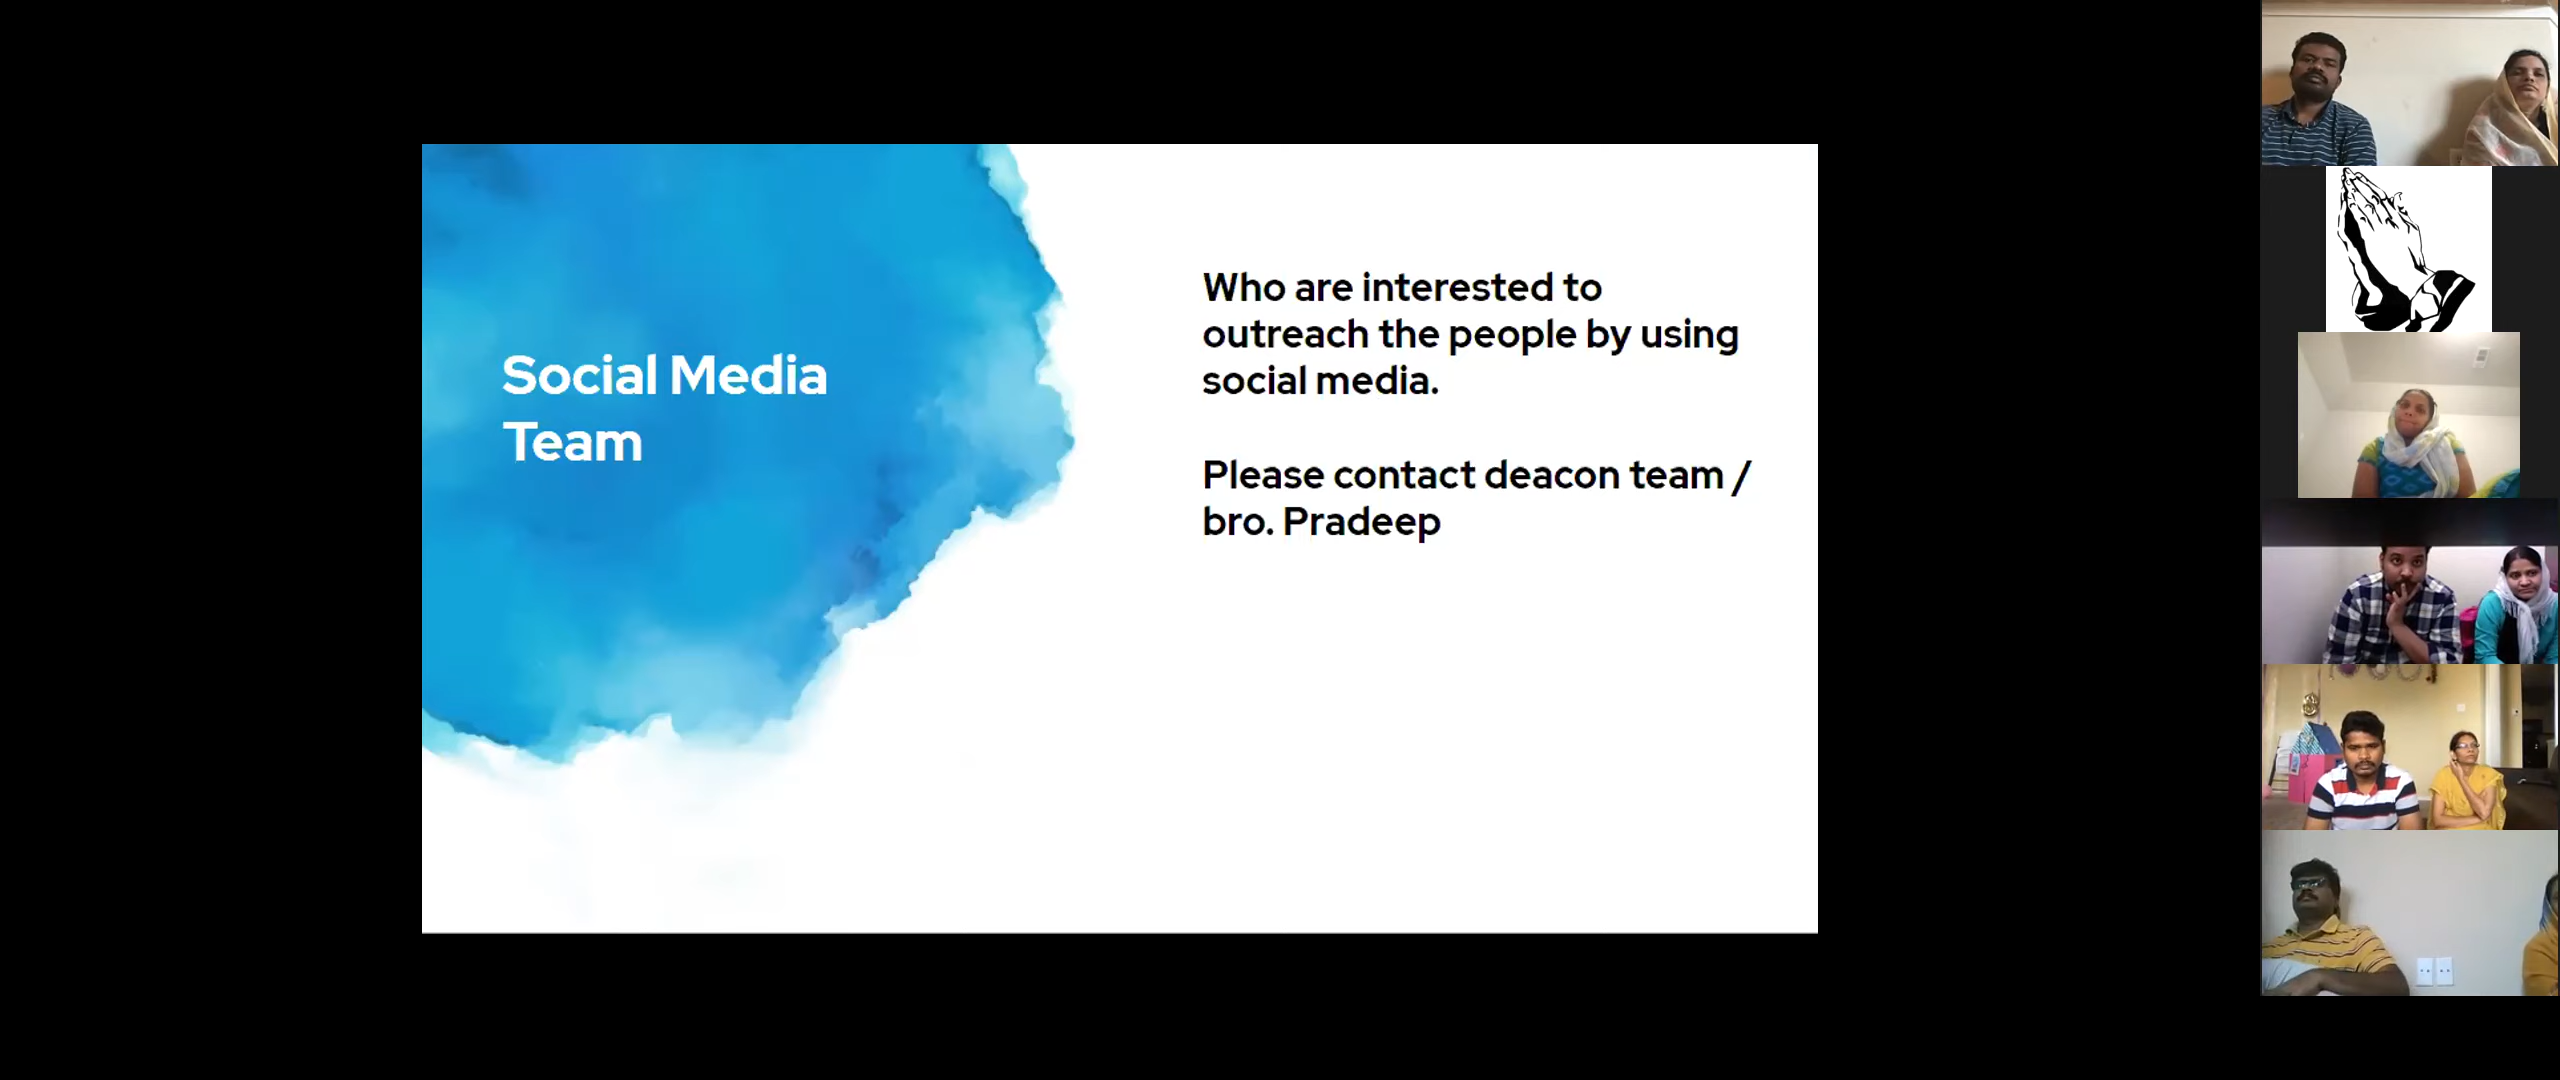 Social Media
Team
Who are interested to
outreach the people by using
social media.
Please contact deacon team /
bro. Pradeep